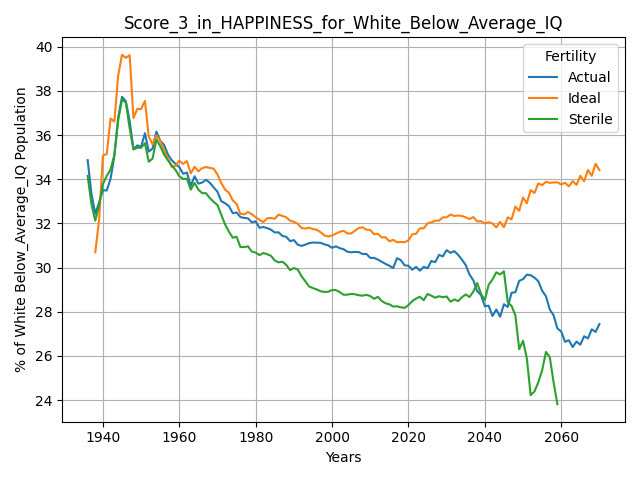 Score_3_in_HAPPINESS_for_White_Below_Average_IQ
% of White Below_Average_IQ Population
40
38
36
34
32
30
28
26
24
Fertility
Actual
Ideal
Sterile
1940 1960 1980 2000 2020 2040 2060
Years